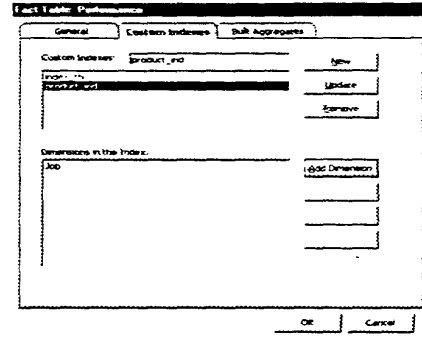 Fact Table: Performance
General Custom Indexes Built Aggregates
Custom Indexes: product_ind New
product_ind Update
Remove
Dimensions in the Index:
Job Add Dimension
OK Cancel